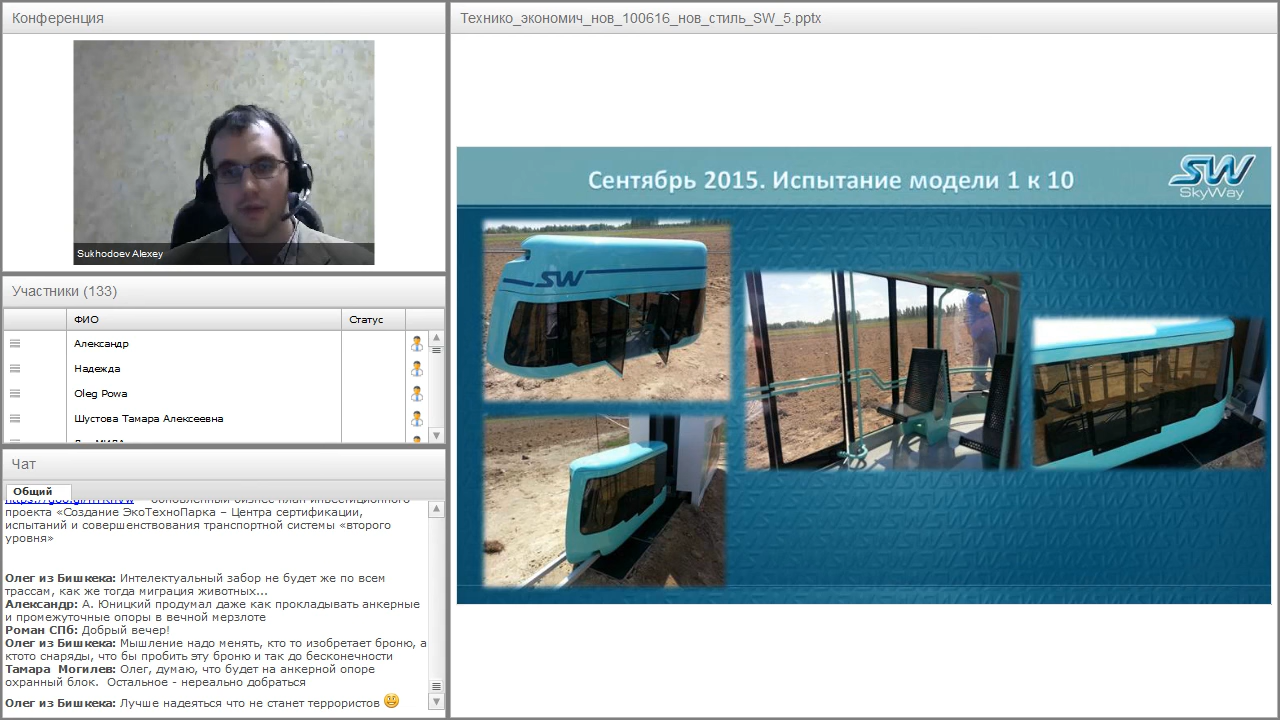 Конференция
Sukhodoev Alexey
Участники (133)
ФИО
Статус
Александр
Надежда
Oleg Powa
Шустова Тамара Алексеевна
Чат
Общий
обновленный бизнес-план инвестиционного
проекта «Создание ЭкоТехноПарка – Центра сертификации,
испытаний и совершенствования транспортной системы «второго
уровня»
Олег из Бишкека: Интелектуальный забор не будет же по всем
трассам, как же тогда миграция животных...
Александр: А. Юницкий продумал даже как прокладывать анкерные
и промежуточные опоры в вечной мерзлоте
Роман СПб: Добрый вечер!
Олег из Бишкека: Мышление надо менять, кто то изобретает броню, а
ктото снаряды, что бы пробить эту броню и так до бесконечности
Тамара Могилев: Олег, думаю, что будет на анкерной опоре
охранный блок. Остальное - нереально добраться
Олег из Бишкека: Лучше надеяться что не станет террористов
Технико_экономич_нов_100616_нов_стиль_SW_5.pptx
Сентябрь 2015. Испытание модели 1 к 10
SW
SkyWay
SW